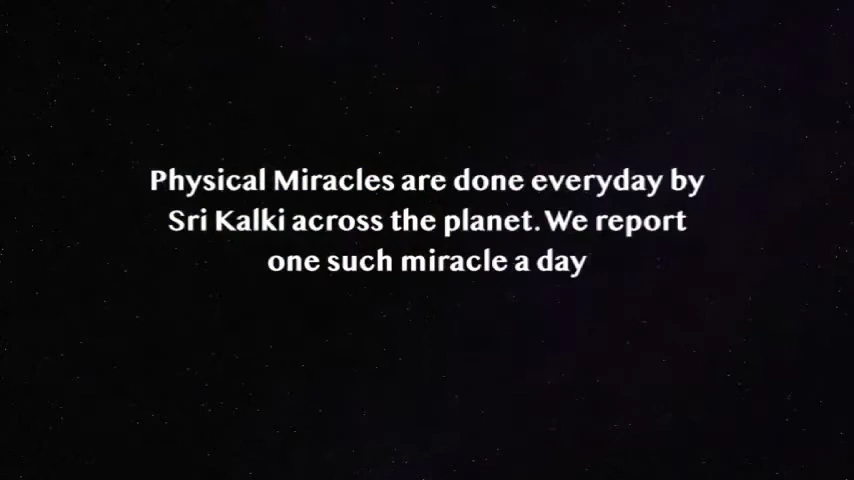 Physical Miracles are done everyday by
Sri Kalki across the planet. We report
one such miracle a day